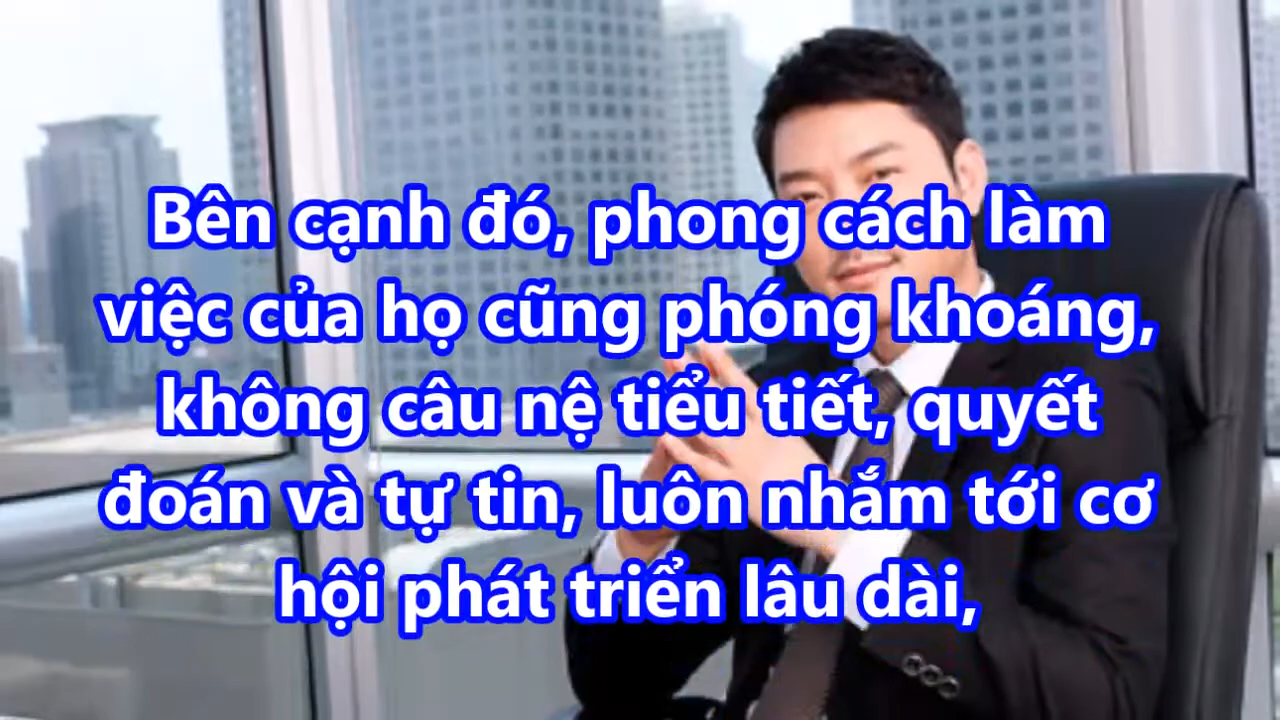 Bên cạnh đó, phong cách làm
việc của họ cũng phóng khoáng,
không câu nệ tiểu tiết, quyết
đoán và tự tin, luôn nhắm tới cơ
hội phát triển lâu dài,